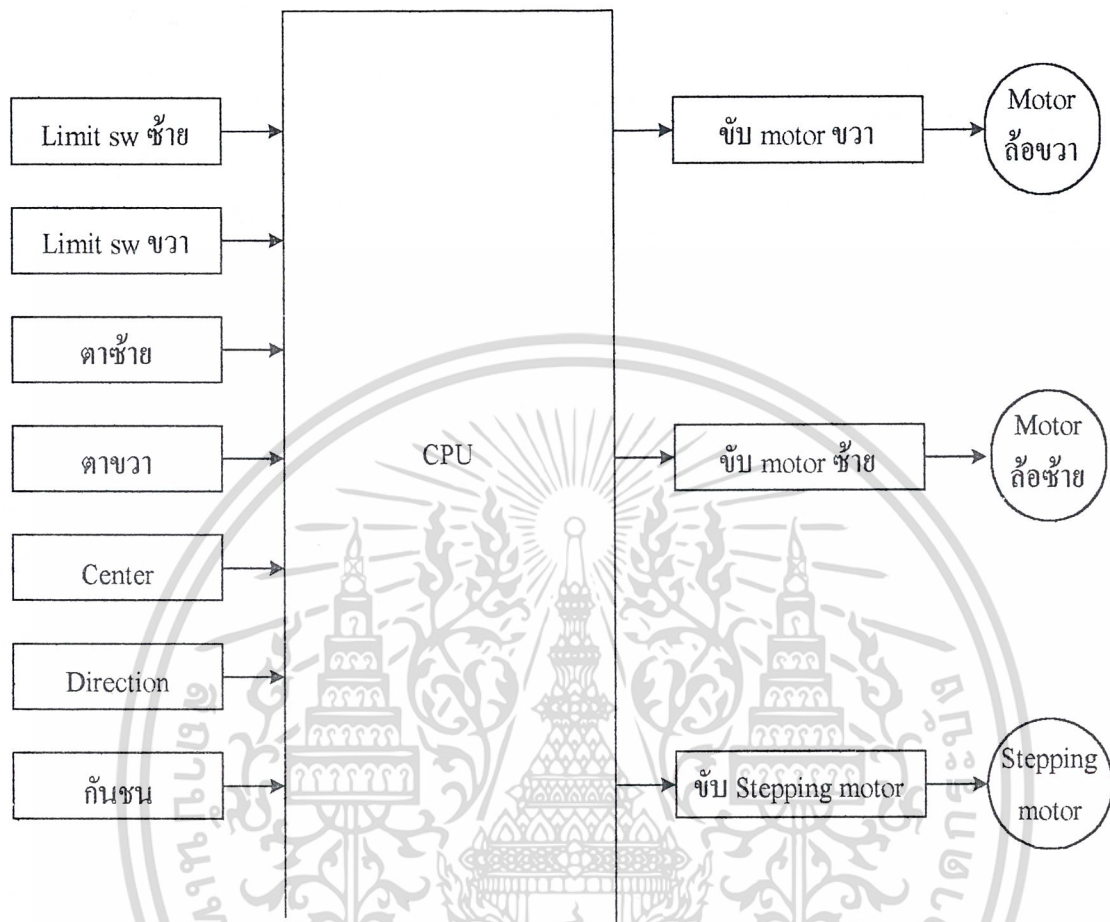 Limit sw ซ้าย
Limit sw ขวา
ตาซ้าย
ตาขวา
Center
Direction
กันชน
CPU
ขับ motor ขวา
Motor
ล้อขวา
ขับ motor ซ้าย
Motor
ล้อซ้าย
ขับ Stepping motor
Stepping
motor